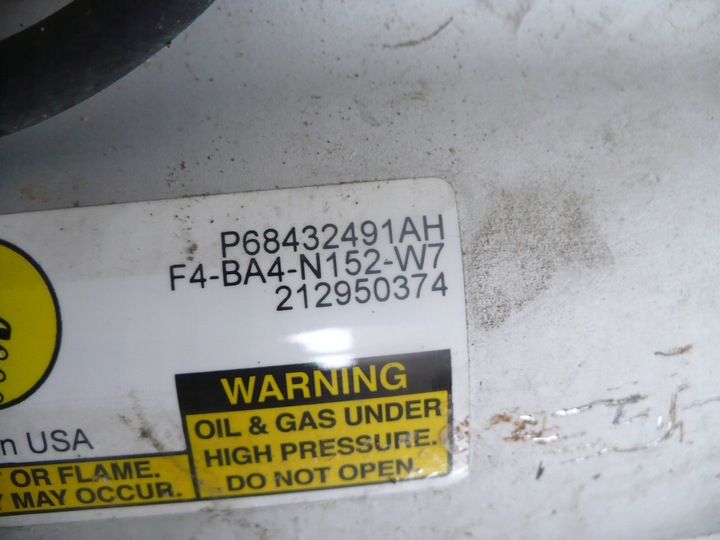 P68432491AH
F4-BA4-N152-W7
212950374
WARNING
OIL & GAS UNDER
HIGH PRESSURE.
DO NOT OPEN.
n USA
OR FLAME.
MAY OCCUR.